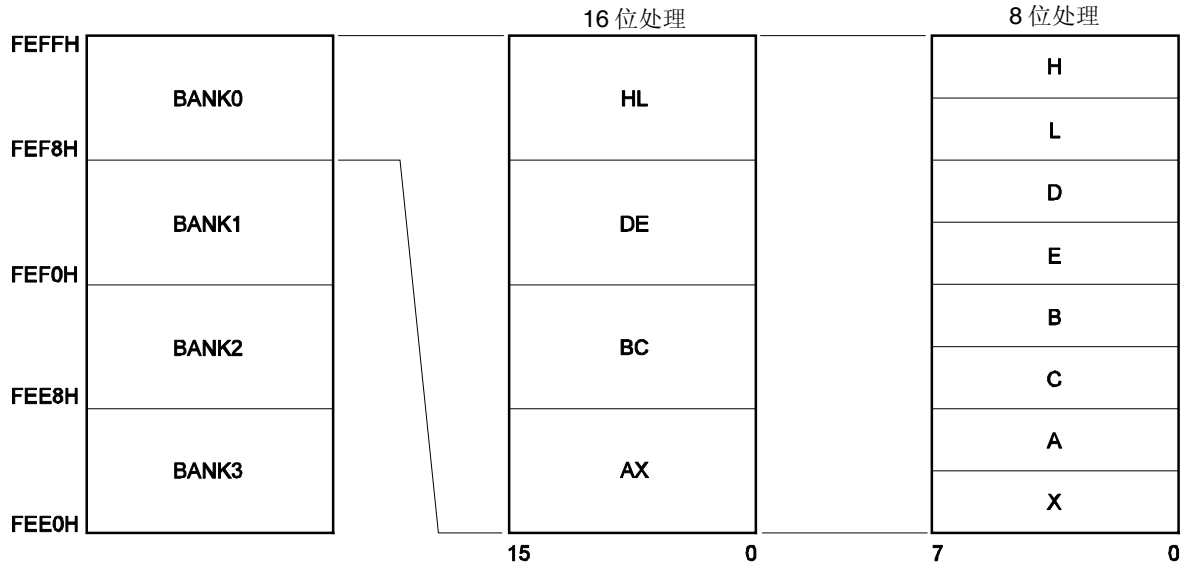 16 位处理
8 位处理
FEFFH
BANK0
HL
H
L
FEF8H
BANK1
DE
D
E
FEF0H
BANK2
BC
B
C
FEE8H
BANK3
AX
A
X
FEE0H
15 0
7 0